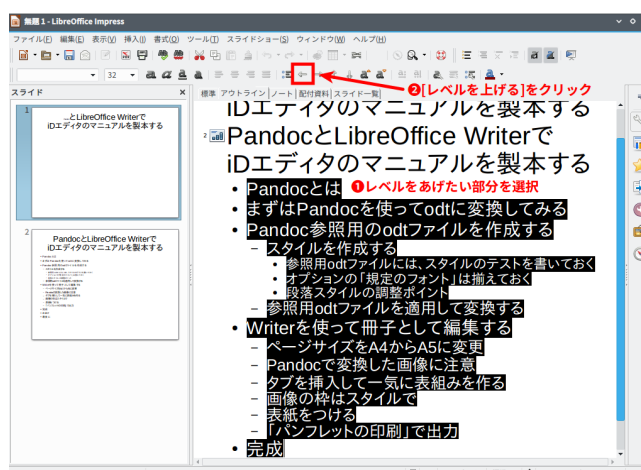 無題 1 - LibreOffice Impress
ファイル(F) 編集(E) 表示(V) 挿入(I) 書式(O) ツール(T) スライドショー(S) ウィンドウ(W) ヘルプ(H)
32
❷[レベルを上げる]をクリック
スライド
標準 アウトライン ノート 配付資料 スライド一覧
1
...とLibreOffice Writerで
iDエディタのマニュアルを製本する
2
PandocとLibreOffice Writerで
iDエディタのマニュアルを製本する
iDエディタのマニュアルを製本する
2
PandocとLibreOffice Writerで
iDエディタのマニュアルを製本する
• Pandocとは
❶レベルをあげたい部分を選択
• まずはPandocを使ってodtに変換してみる
• Pandoc参照用のodtファイルを作成する
– スタイルを作成する
• 参照用odtファイルには、スタイルのテストを書いておく
• オプションの「規定のフォント」は揃えておく
• 段落スタイルの調整ポイント
– 参照用odtファイルを適用して変換する
• Writerを使って冊子として編集する
– ページサイズをA4からA5に変更
– Pandocで変換した画像に注意
– タブを挿入して一気に表組みを作る
– 画像の枠はスタイルで
– 表紙をつける
– 「パンフレットの印刷」で出力
• 完成